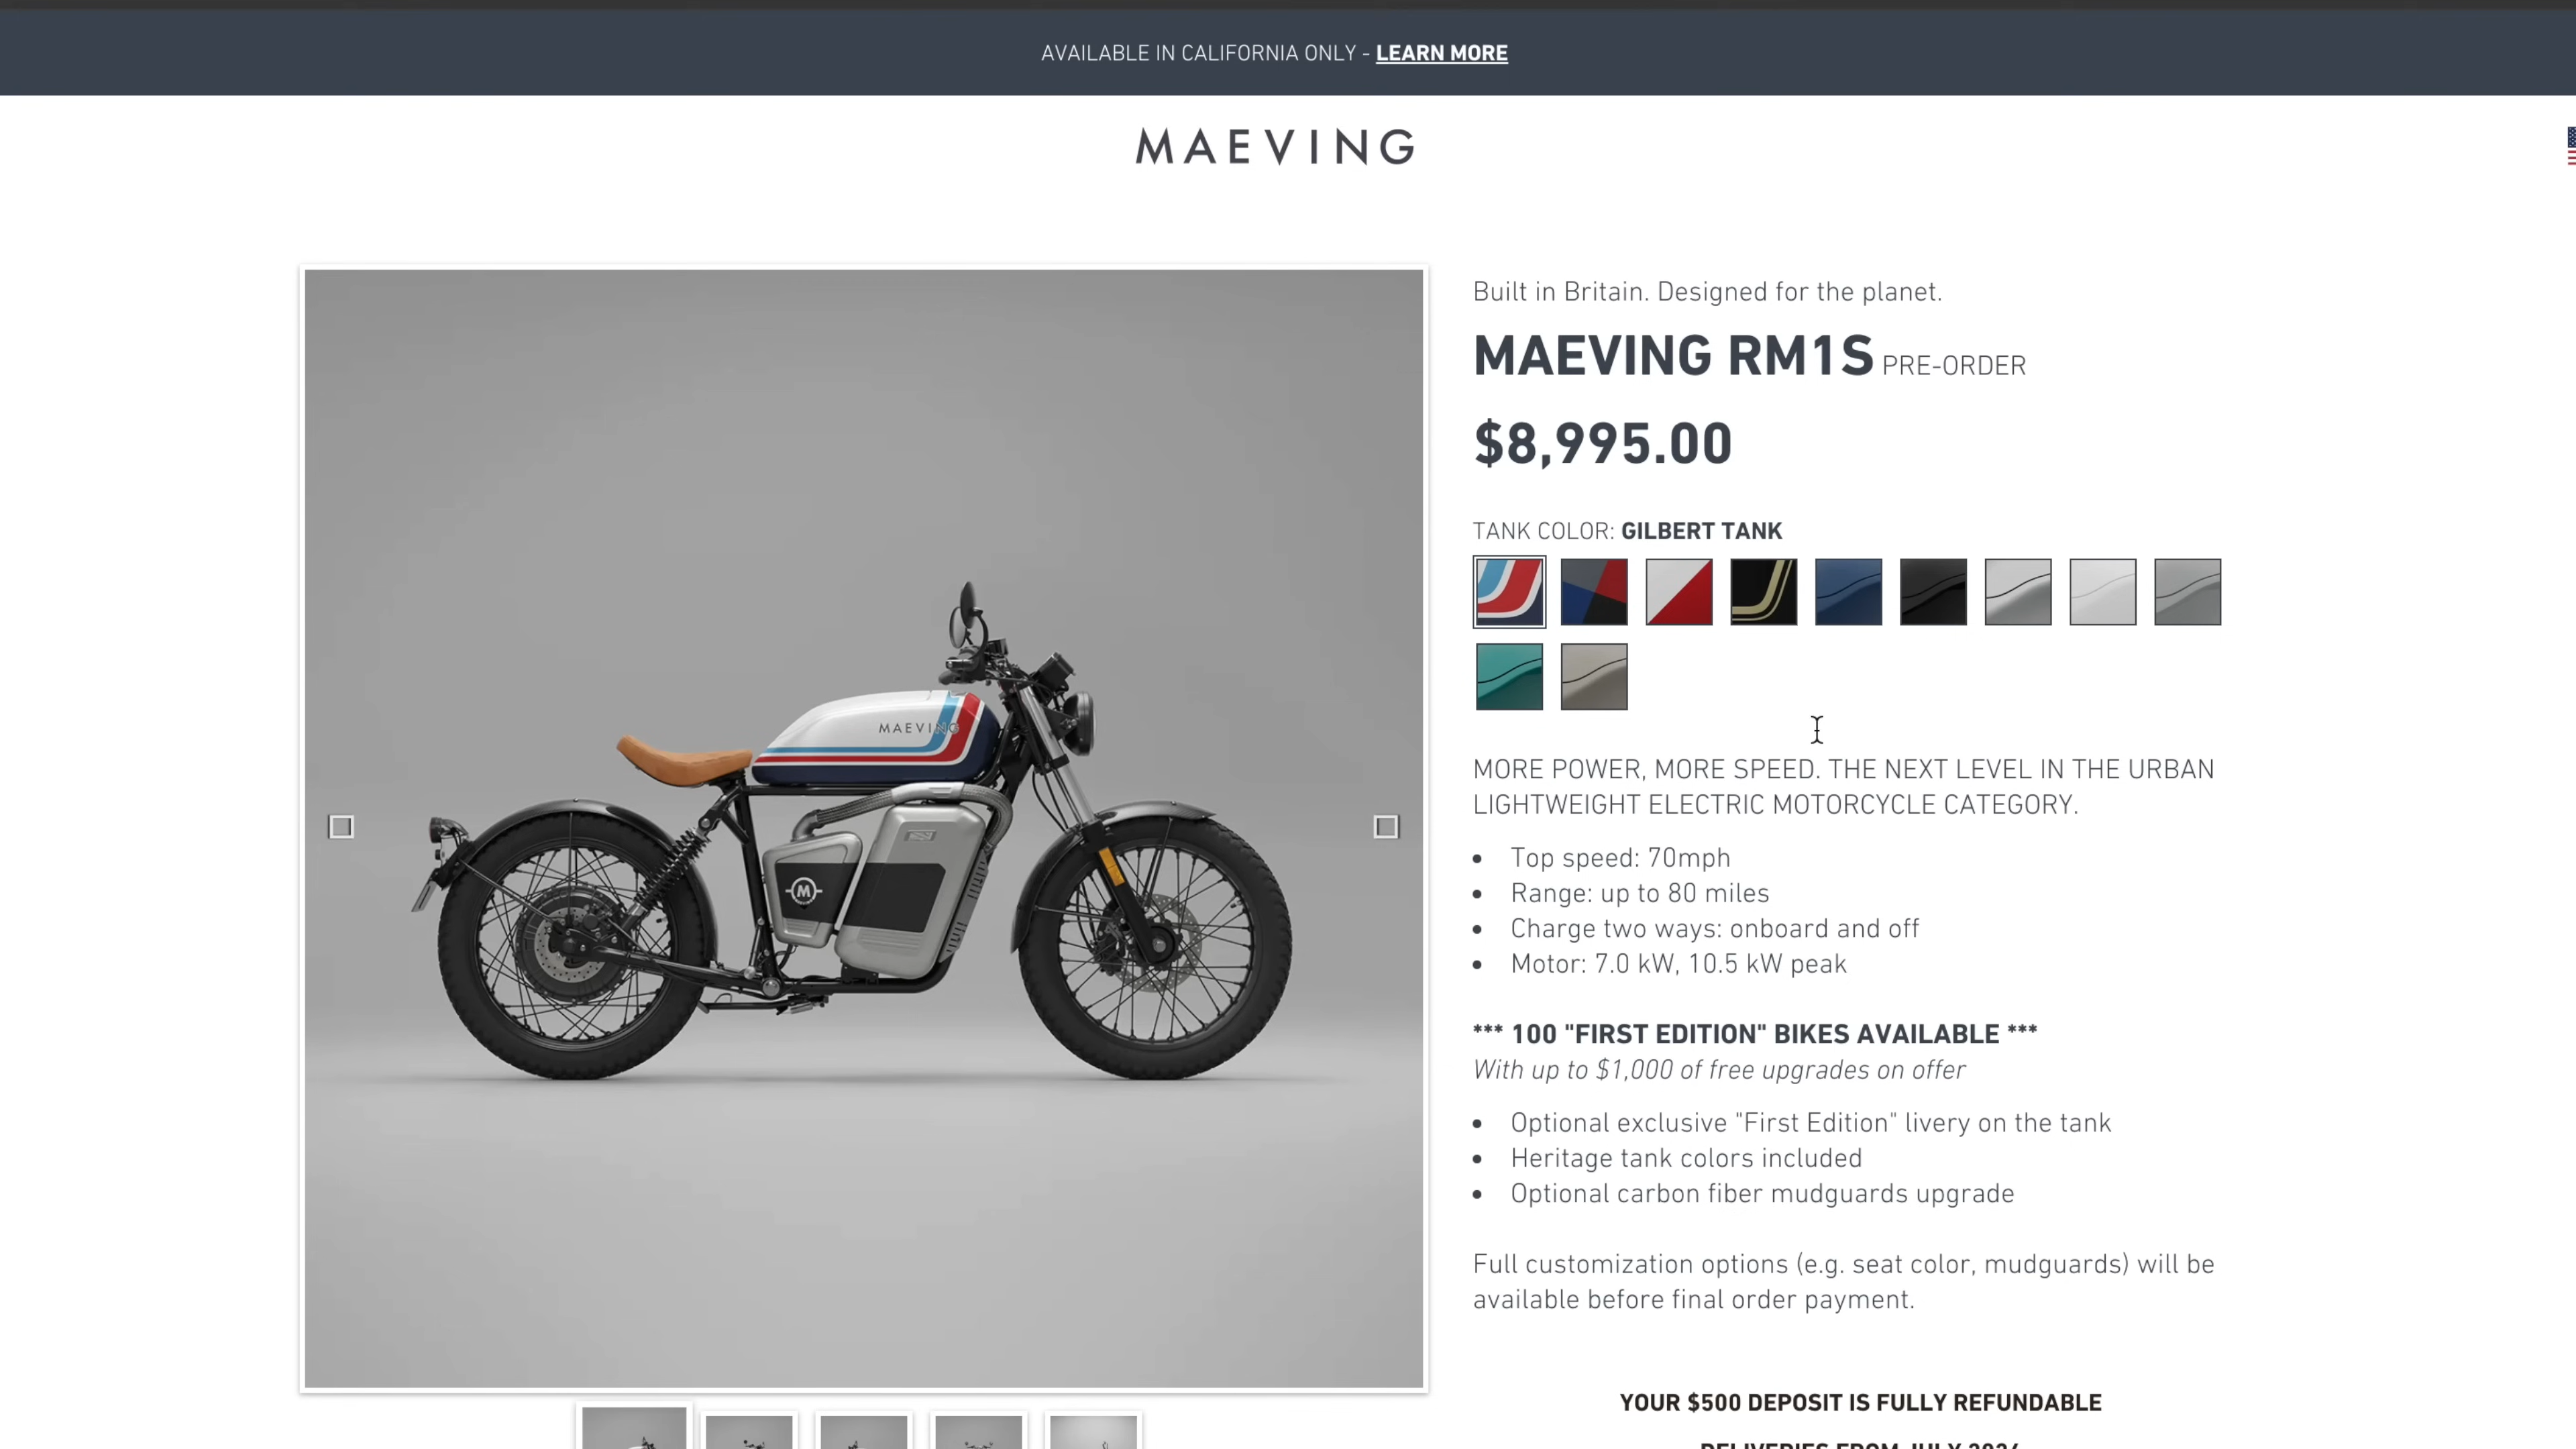 AVAILABLE IN CALIFORNIA ONLY - LEARN MORE
MAEVING
Built in Britain. Designed for the planet.
MAEVING RM1S PRE-ORDER
$8,995.00
TANK COLOR: GILBERT TANK
MAEVING
M
MORE POWER, MORE SPEED. THE NEXT LEVEL IN THE URBAN
LIGHTWEIGHT ELECTRIC MOTORCYCLE CATEGORY.
• Top speed: 70mph
• Range: up to 80 miles
• Charge two ways: onboard and off
• Motor: 7.0 kW, 10.5 kW peak
*** 100 "FIRST EDITION" BIKES AVAILABLE ***
With up to $1,000 of free upgrades on offer
• Optional exclusive "First Edition" livery on the tank
• Heritage tank colors included
• Optional carbon fiber mudguards upgrade
Full customization options (e.g. seat color, mudguards) will be
available before final order payment.
YOUR $500 DEPOSIT IS FULLY REFUNDABLE
DELIVERIES FROM JULY 2024